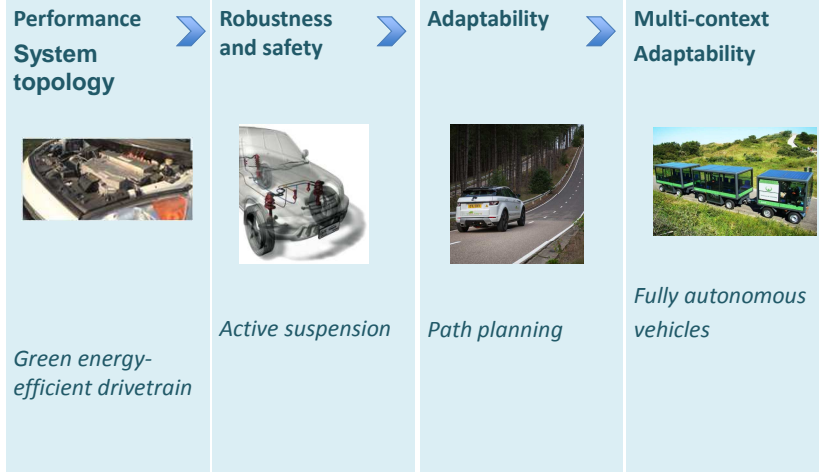 Performance
System
topology
Green energy-
efficient drivetrain
Robustness
and safety
Active suspension
Adaptability
Path planning
Multi-context
Adaptability
Fully autonomous
vehicles